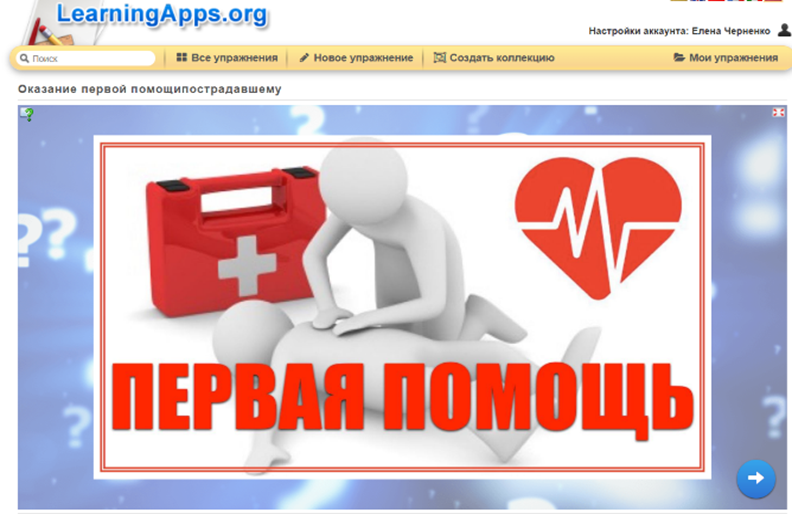 LearningApps.org
Настройки аккаунта: Елена Черненко
Поиск
Все упражнения
Новое упражнение
Создать коллекцию
Мои упражнения
Оказание первой помощипострадавшему
ПЕРВАЯ ПОМОЩЬ